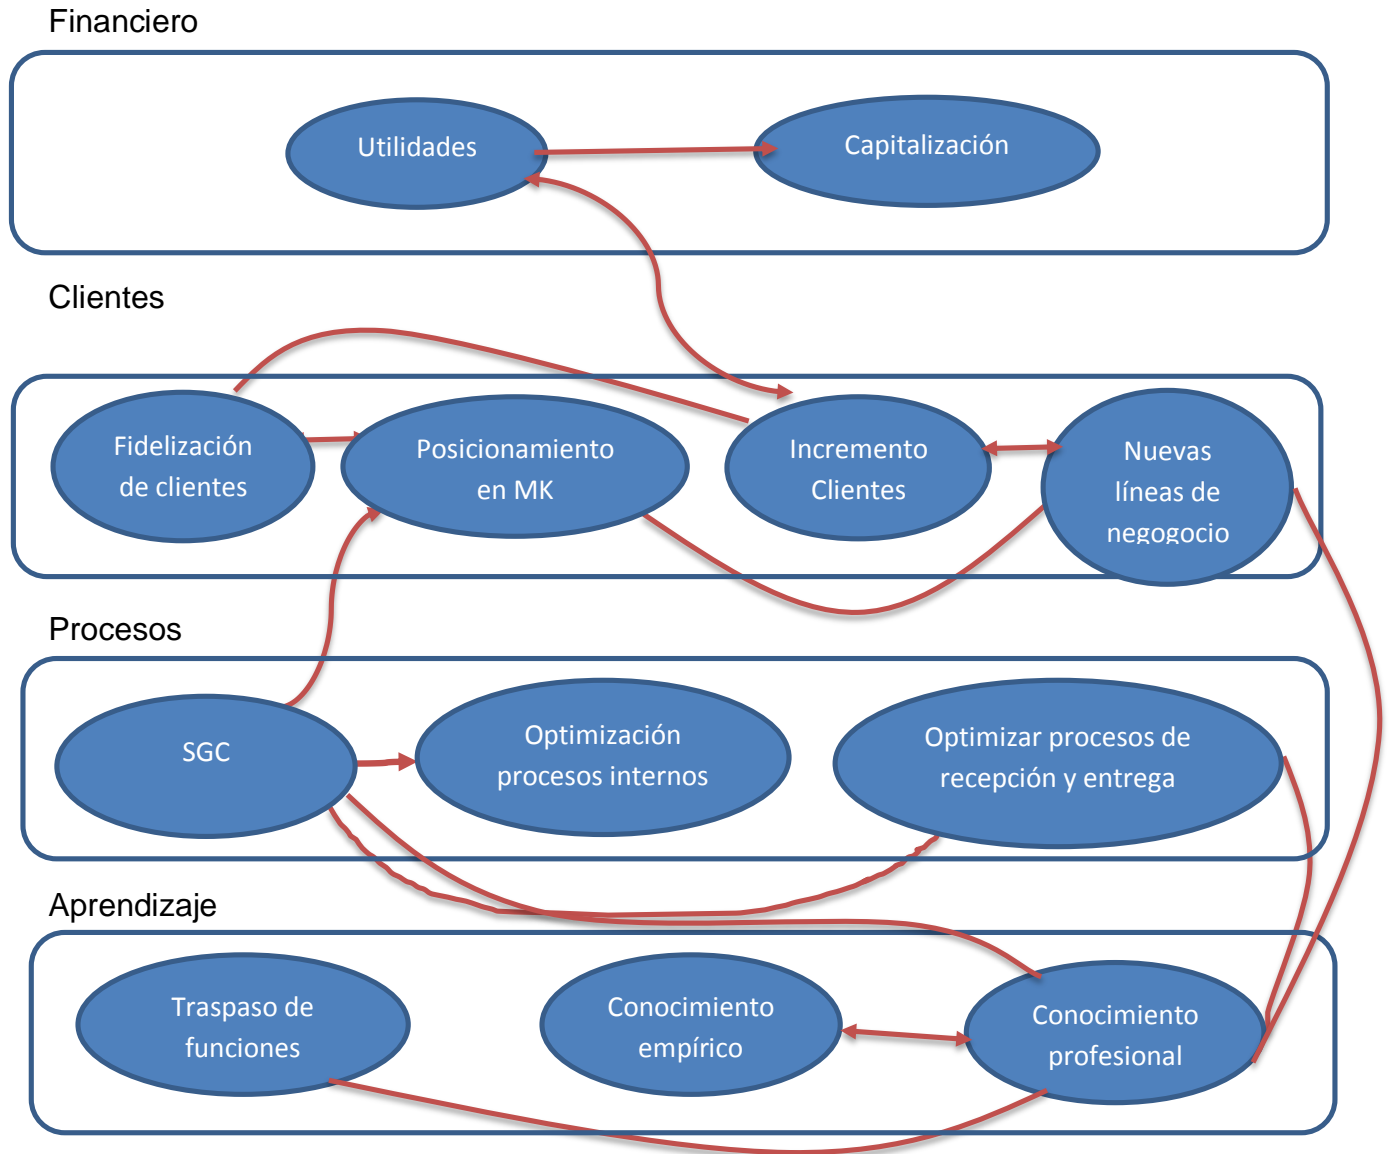 Financiero
Utilidades
Capitalización
Clientes
Fidelización
de clientes
Posicionamiento
en MK
Incremento
Clientes
Nuevas
líneas de
negogocio
Procesos
SGC
Optimización
procesos internos
Optimizar procesos de
recepción y entrega
Aprendizaje
Traspaso de
funciones
Conocimiento
empírico
Conocimiento
profesional